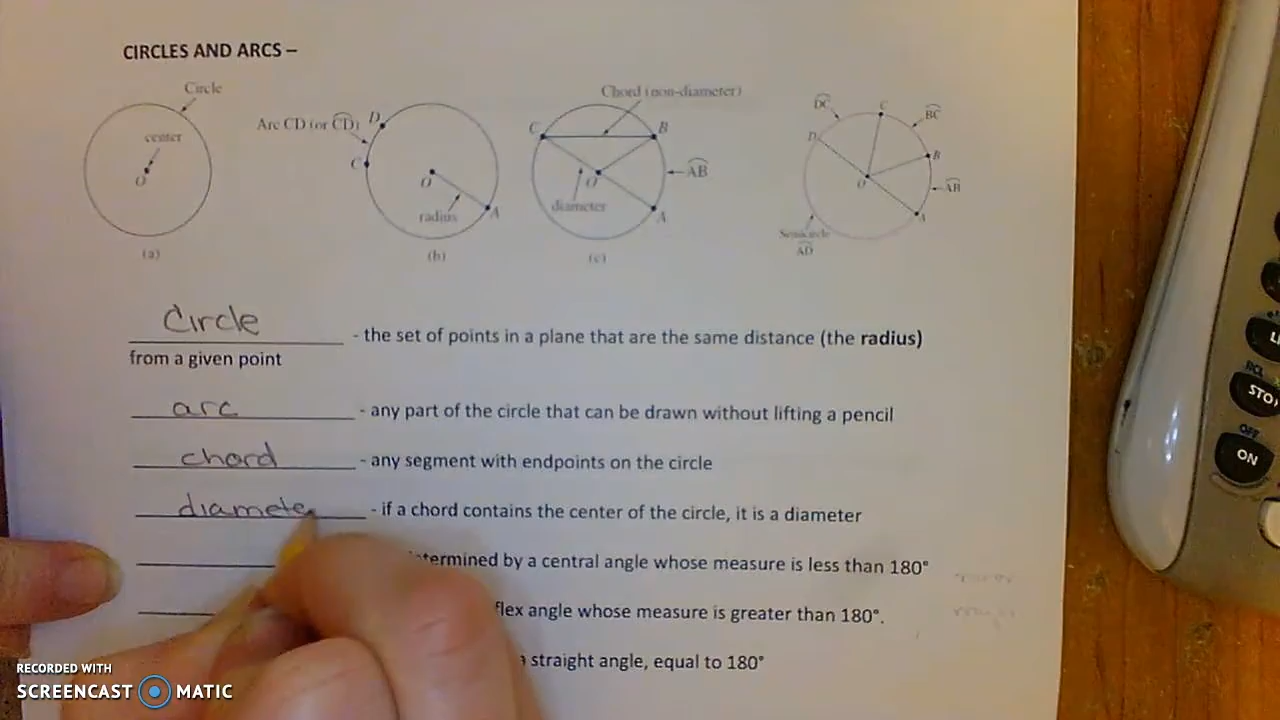 CIRCLES AND ARCS –
Circle
center
O
(a)
Arc CD (or CD)
D
C
O
radius
A
(b)
Chord (non-diameter)
C
B
O
AB
diameter
A
(c)
DC
C
BC
D
B
O
AB
A
Semicircle
AD
Circle - the set of points in a plane that are the same distance (the radius)
from a given point
arc - any part of the circle that can be drawn without lifting a pencil
chord - any segment with endpoints on the circle
diamete - if a chord contains the center of the circle, it is a diameter
termined by a central angle whose measure is less than 180°
flex angle whose measure is greater than 180°.
straight angle, equal to 180°
RECORDED WITH
SCREENCAST MATIC
RCL
STO
OFF
ON